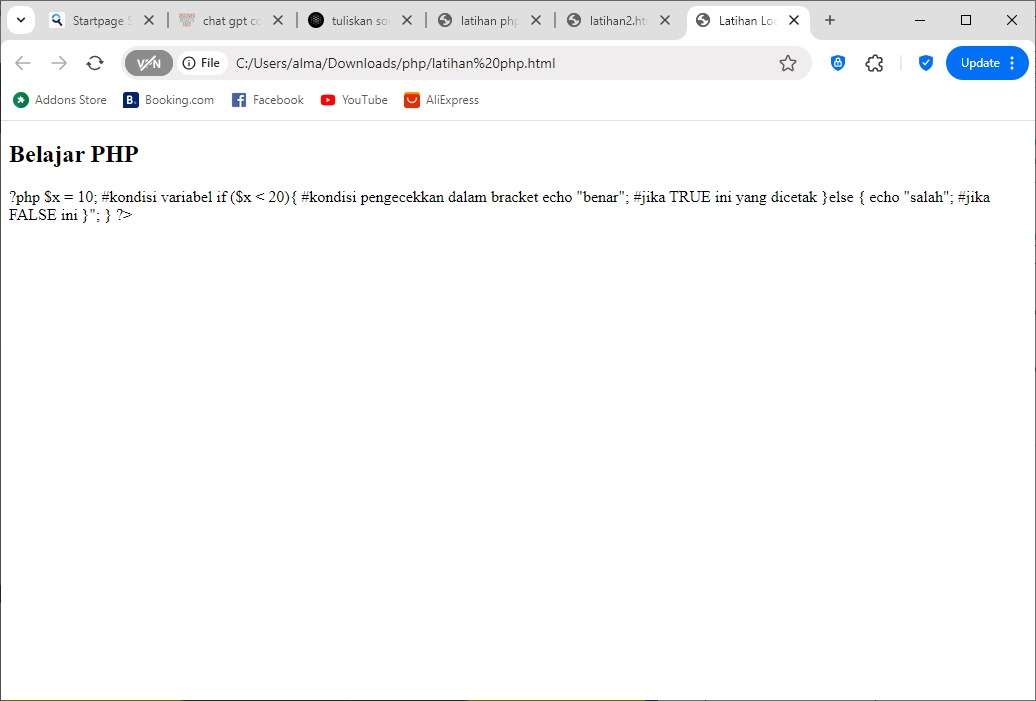 Startpage S
chat gpt co
tuliskan so
latihan php
latihan2.ht
Latihan Loo
VPN
File
C:/Users/alma/Downloads/php/latihan%20php.html
Update
Addons Store
B. Booking.com
Facebook
YouTube
AliExpress
Belajar PHP
?php $x = 10; #kondisi variabel if ($x < 20){ #kondisi pengecekkan dalam bracket echo "benar"; #jika TRUE ini yang dicetak }else { echo "salah"; #jika
FALSE ini }"; } ?>